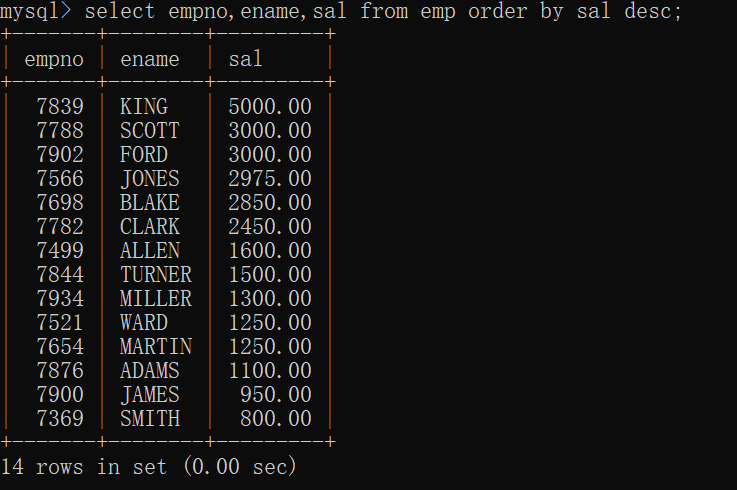 mysql> select empno,ename,sal from emp order by sal desc;
+-------+--------+---------+
| empno | ename  | sal     |
+-------+--------+---------+
|  7839 | KING   | 5000.00 |
|  7788 | SCOTT  | 3000.00 |
|  7902 | FORD   | 3000.00 |
|  7566 | JONES  | 2975.00 |
|  7698 | BLAKE  | 2850.00 |
|  7782 | CLARK  | 2450.00 |
|  7499 | ALLEN  | 1600.00 |
|  7844 | TURNER | 1500.00 |
|  7934 | MILLER | 1300.00 |
|  7521 | WARD   | 1250.00 |
|  7654 | MARTIN | 1250.00 |
|  7876 | ADAMS  | 1100.00 |
|  7900 | JAMES  |  950.00 |
|  7369 | SMITH  |  800.00 |
+-------+--------+---------+
14 rows in set (0.00 sec)